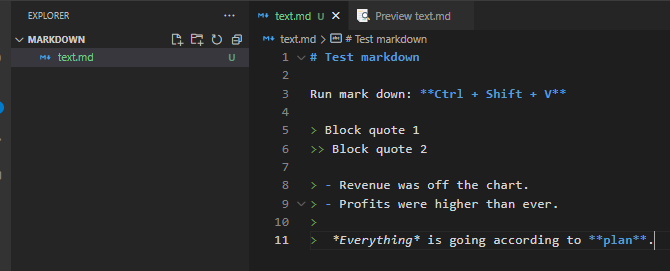 EXPLORER ...
MARKDOWN
text.md U
text.md U Preview text.md
text.md > # Test markdown
1 # Test markdown
2
3 Run mark down: **Ctrl + Shift + V**
4
5 > Block quote 1
6 >> Block quote 2
7
8 > - Revenue was off the chart.
9 > - Profits were higher than ever.
10 >
11 >  *Everything* is going according to **plan**.